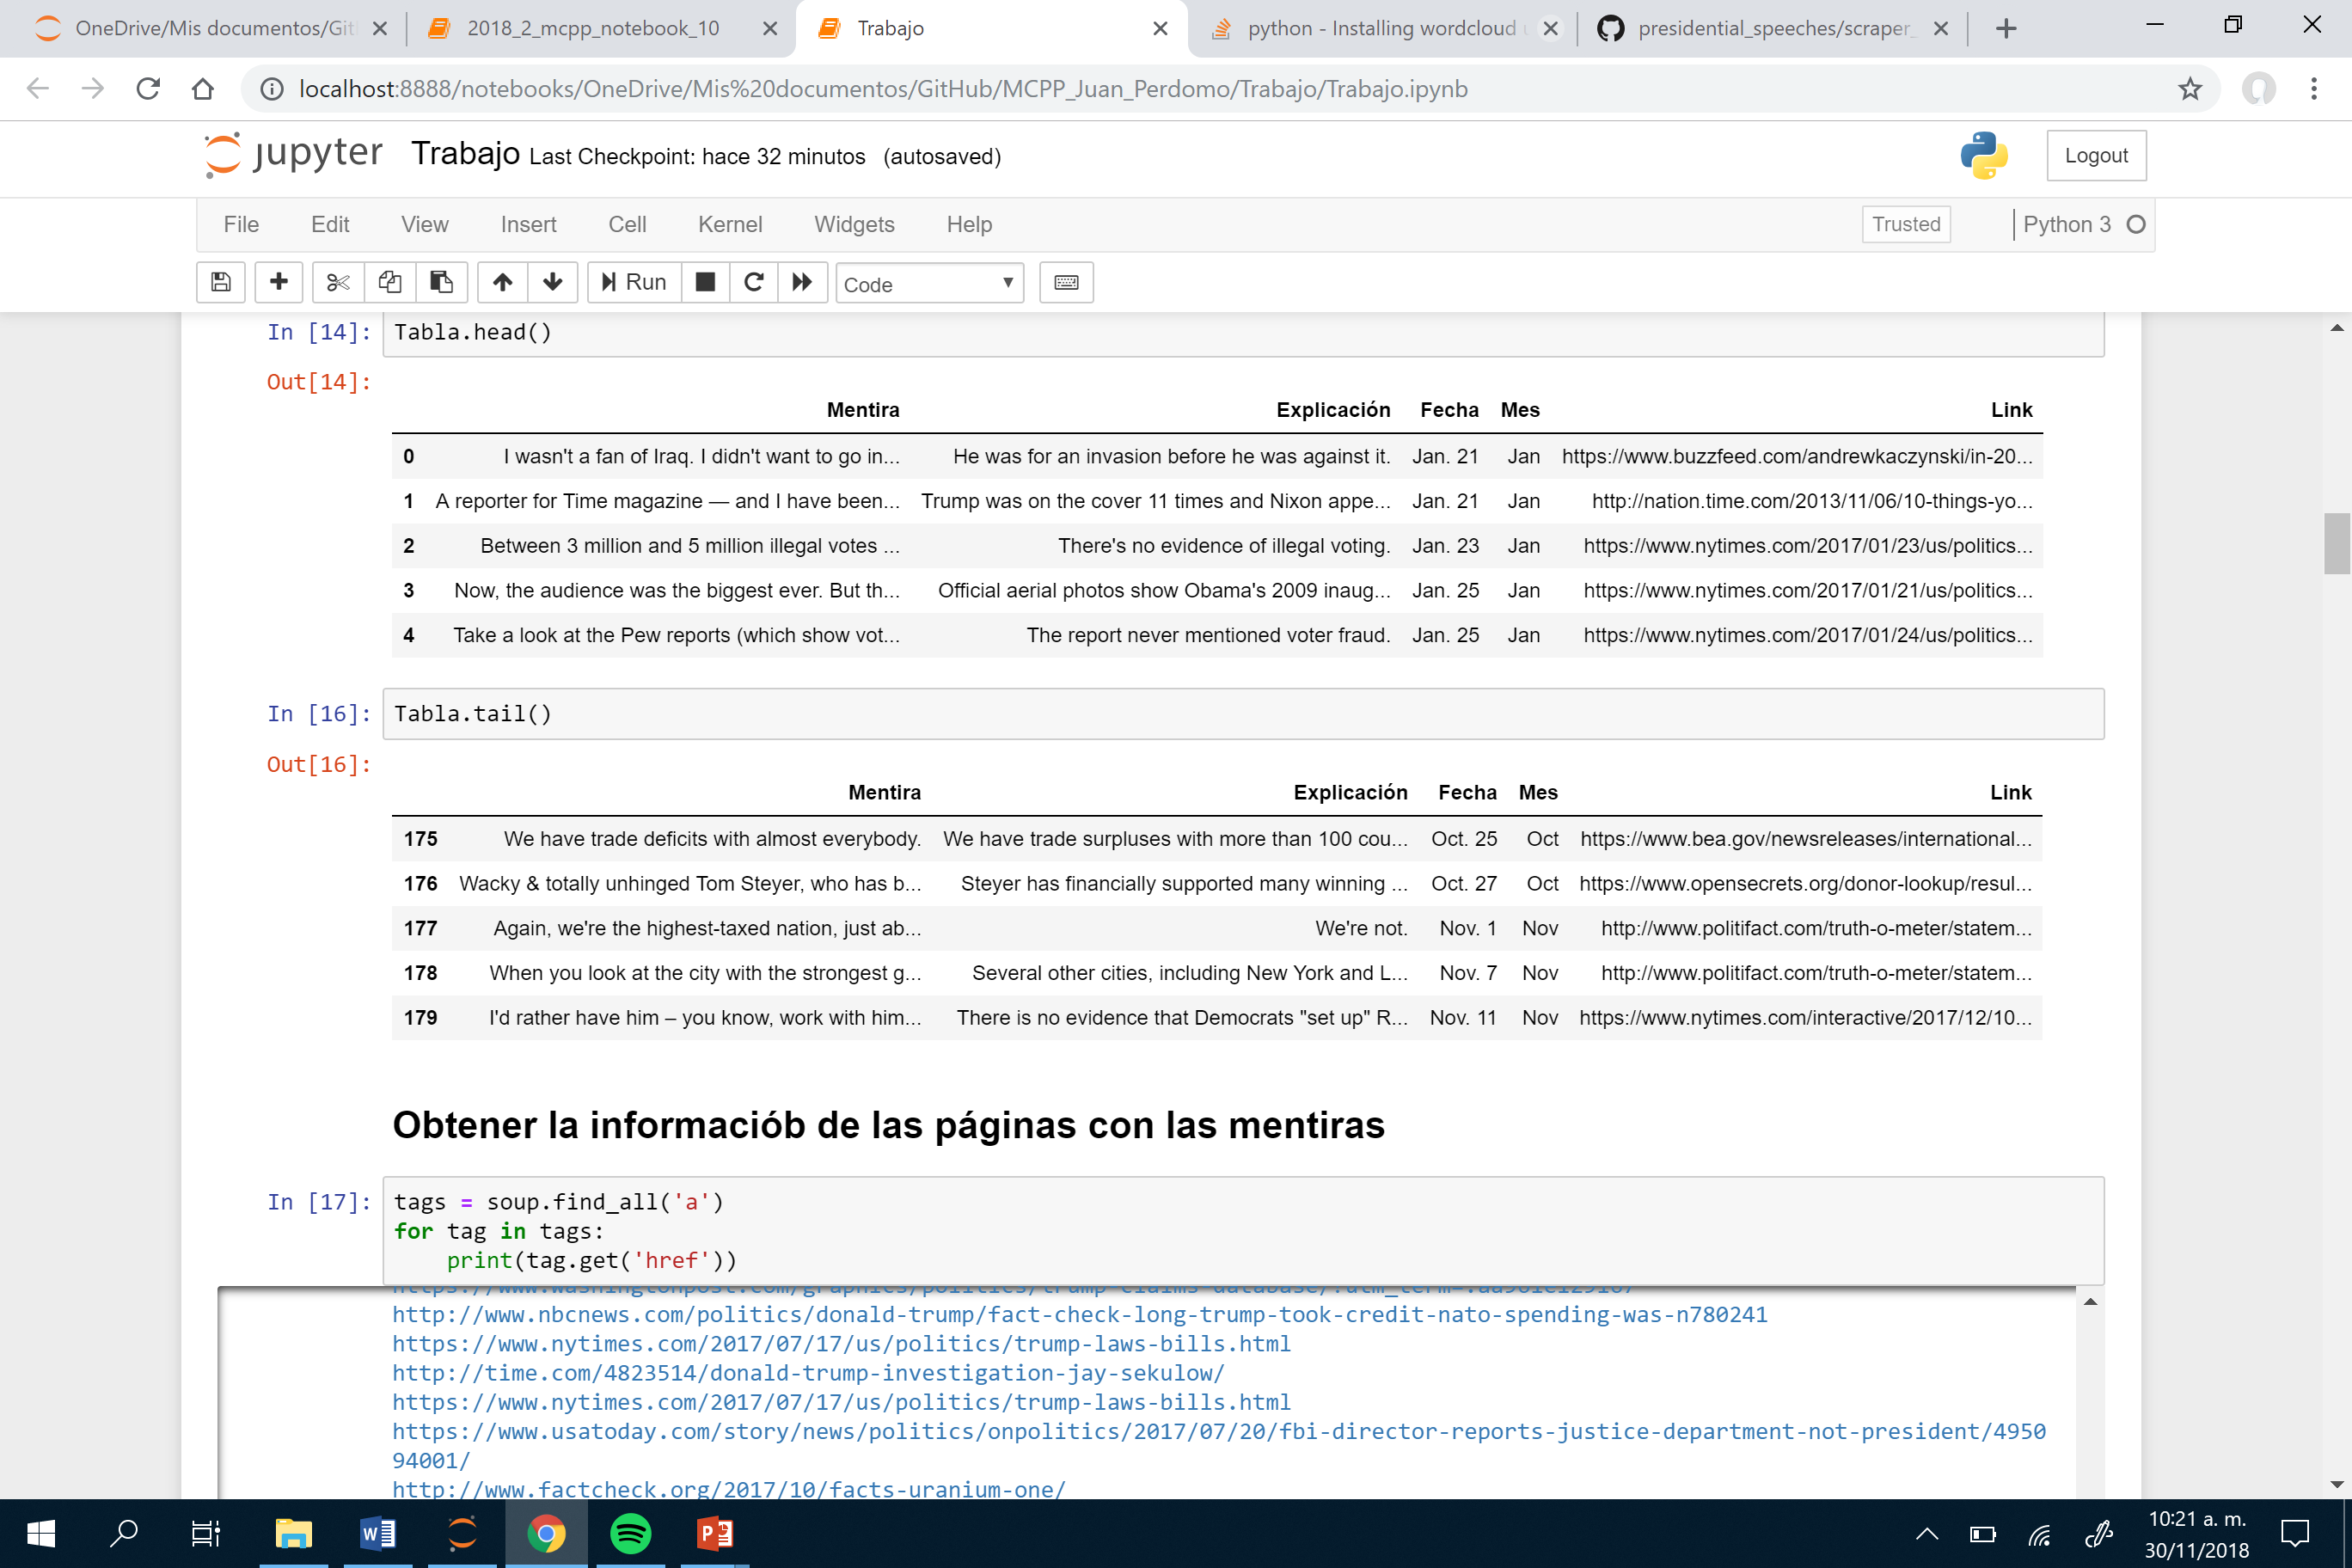 OneDrive/Mis documentos/Git
2018_2_mcpp_notebook_10
Trabajo
python - Installing wordcloud u
presidential_speeches/scraper_
localhost:8888/notebooks/OneDrive/Mis%20documentos/GitHub/MCPP_Juan_Perdomo/Trabajo/Trabajo.ipynb
jupyter Trabajo Last Checkpoint: hace 32 minutos (autosaved)
Logout
File Edit View Insert Cell Kernel Widgets Help
Trusted Python 3
Run Code
In [14]: Tabla.head()
Out[14]:
Mentira Explicación Fecha Mes Link
0 I wasn't a fan of Iraq. I didn't want to go in... He was for an invasion before he was against it. Jan. 21 Jan https://www.buzzfeed.com/andrewkaczynski/in-20...
1 A reporter for Time magazine — and I have been... Trump was on the cover 11 times and Nixon appe... Jan. 21 Jan http://nation.time.com/2013/11/06/10-things-yo...
2 Between 3 million and 5 million illegal votes ... There's no evidence of illegal voting. Jan. 23 Jan https://www.nytimes.com/2017/01/23/us/politics...
3 Now, the audience was the biggest ever. But th... Official aerial photos show Obama's 2009 inaug... Jan. 25 Jan https://www.nytimes.com/2017/01/21/us/politics...
4 Take a look at the Pew reports (which show vot... The report never mentioned voter fraud. Jan. 25 Jan https://www.nytimes.com/2017/01/24/us/politics...
In [16]: Tabla.tail()
Out[16]:
Mentira Explicación Fecha Mes Link
175 We have trade deficits with almost everybody. We have trade surpluses with more than 100 cou... Oct. 25 Oct https://www.bea.gov/newsreleases/international...
176 Wacky & totally unhinged Tom Steyer, who has b... Steyer has financially supported many winning ... Oct. 27 Oct https://www.opensecrets.org/donor-lookup/resul...
177 Again, we're the highest-taxed nation, just ab... We're not. Nov. 1 Nov http://www.politifact.com/truth-o-meter/statem...
178 When you look at the city with the strongest g... Several other cities, including New York and L... Nov. 7 Nov http://www.politifact.com/truth-o-meter/statem...
179 I'd rather have him – you know, work with him... There is no evidence that Democrats "set up" R... Nov. 11 Nov https://www.nytimes.com/interactive/2017/12/10...
Obtener la informaciób de las páginas con las mentiras
In [17]: tags = soup.find_all('a')
for tag in tags:
print(tag.get('href'))
http://www.nbcnews.com/politics/donald-trump/fact-check-long-trump-took-credit-nato-spending-was-n780241
https://www.nytimes.com/2017/07/17/us/politics/trump-laws-bills.html
http://time.com/4823514/donald-trump-investigation-jay-sekulow/
https://www.nytimes.com/2017/07/17/us/politics/trump-laws-bills.html
https://www.usatoday.com/story/news/politics/onpolitics/2017/07/20/fbi-director-reports-justice-department-not-president/4950
94001/
http://www.factcheck.org/2017/10/facts-uranium-one/
10:21 a. m.
30/11/2018